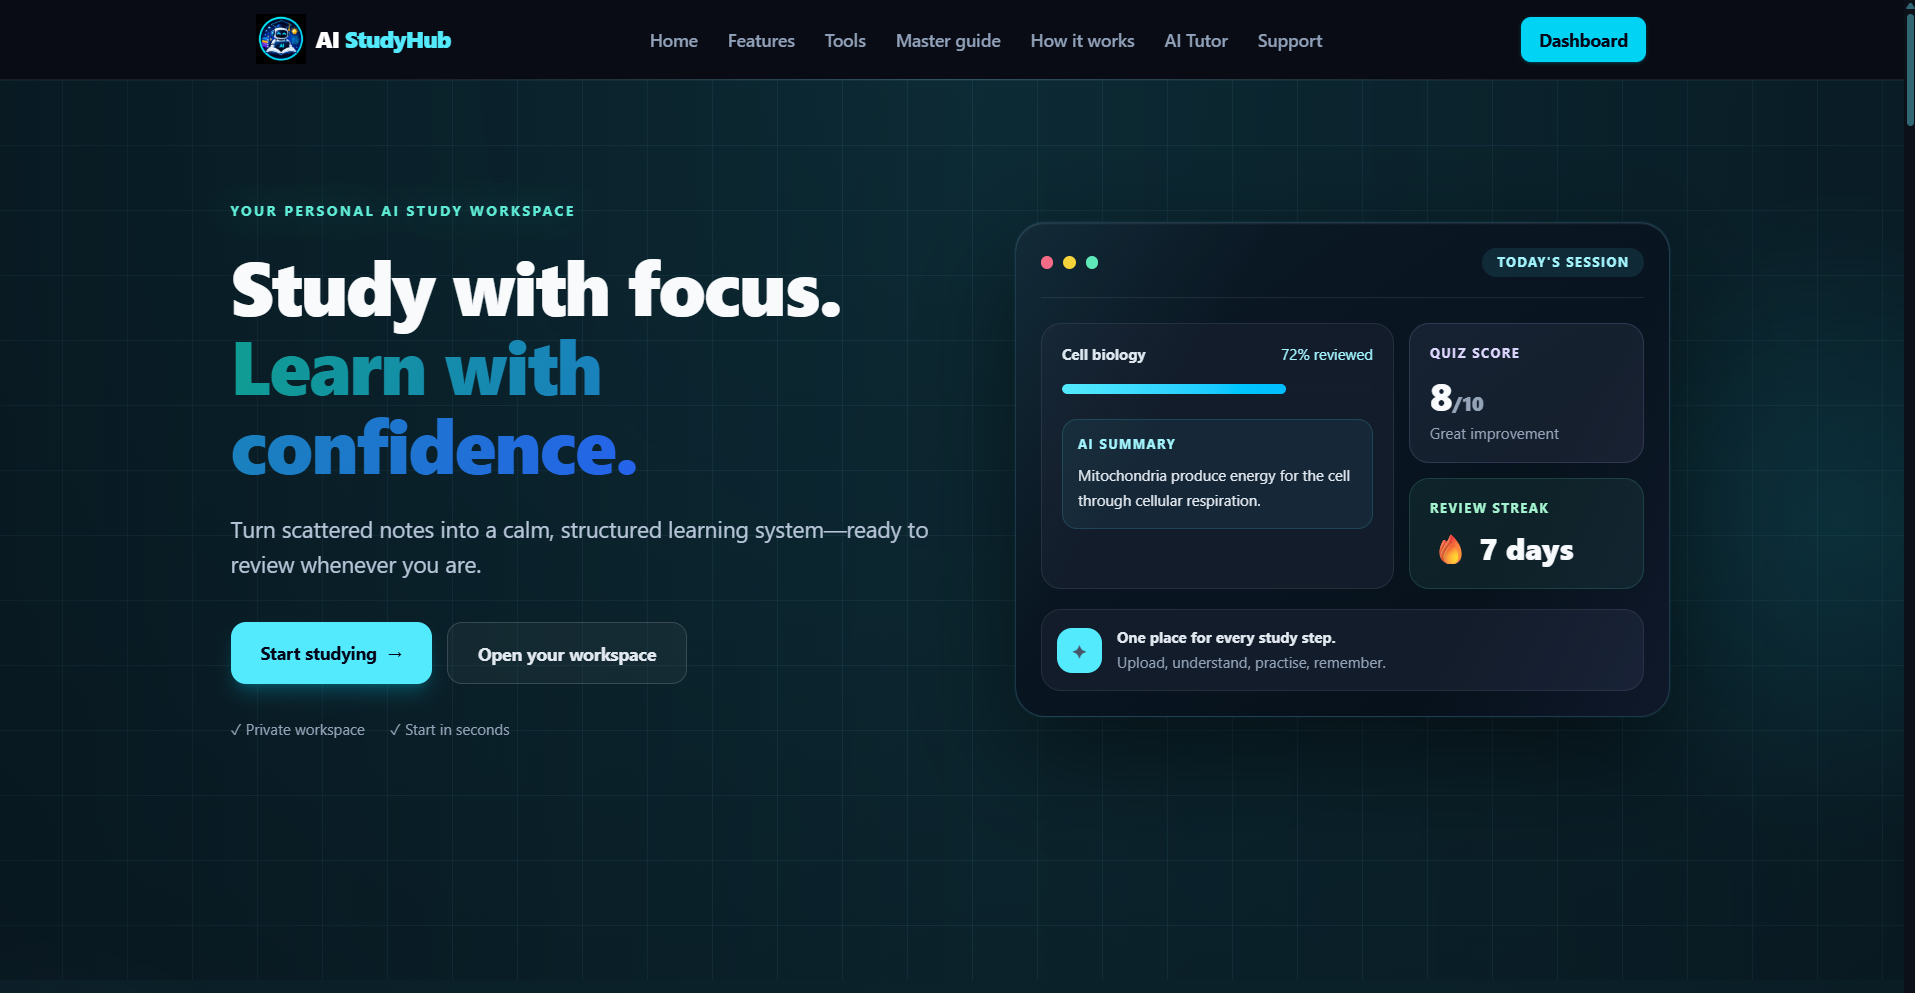 AI StudyHub
Home Features Tools Master guide How it works AI Tutor Support
Dashboard
YOUR PERSONAL AI STUDY WORKSPACE
Study with focus.
Learn with
confidence.
Turn scattered notes into a calm, structured learning system—ready to
review whenever you are.
Start studying →
Open your workspace
✓ Private workspace ✓ Start in seconds
TODAY'S SESSION
Cell biology 72% reviewed
AI SUMMARY
Mitochondria produce energy for the cell
through cellular respiration.
QUIZ SCORE
8/10
Great improvement
REVIEW STREAK
🔥 7 days
One place for every study step.
Upload, understand, practise, remember.